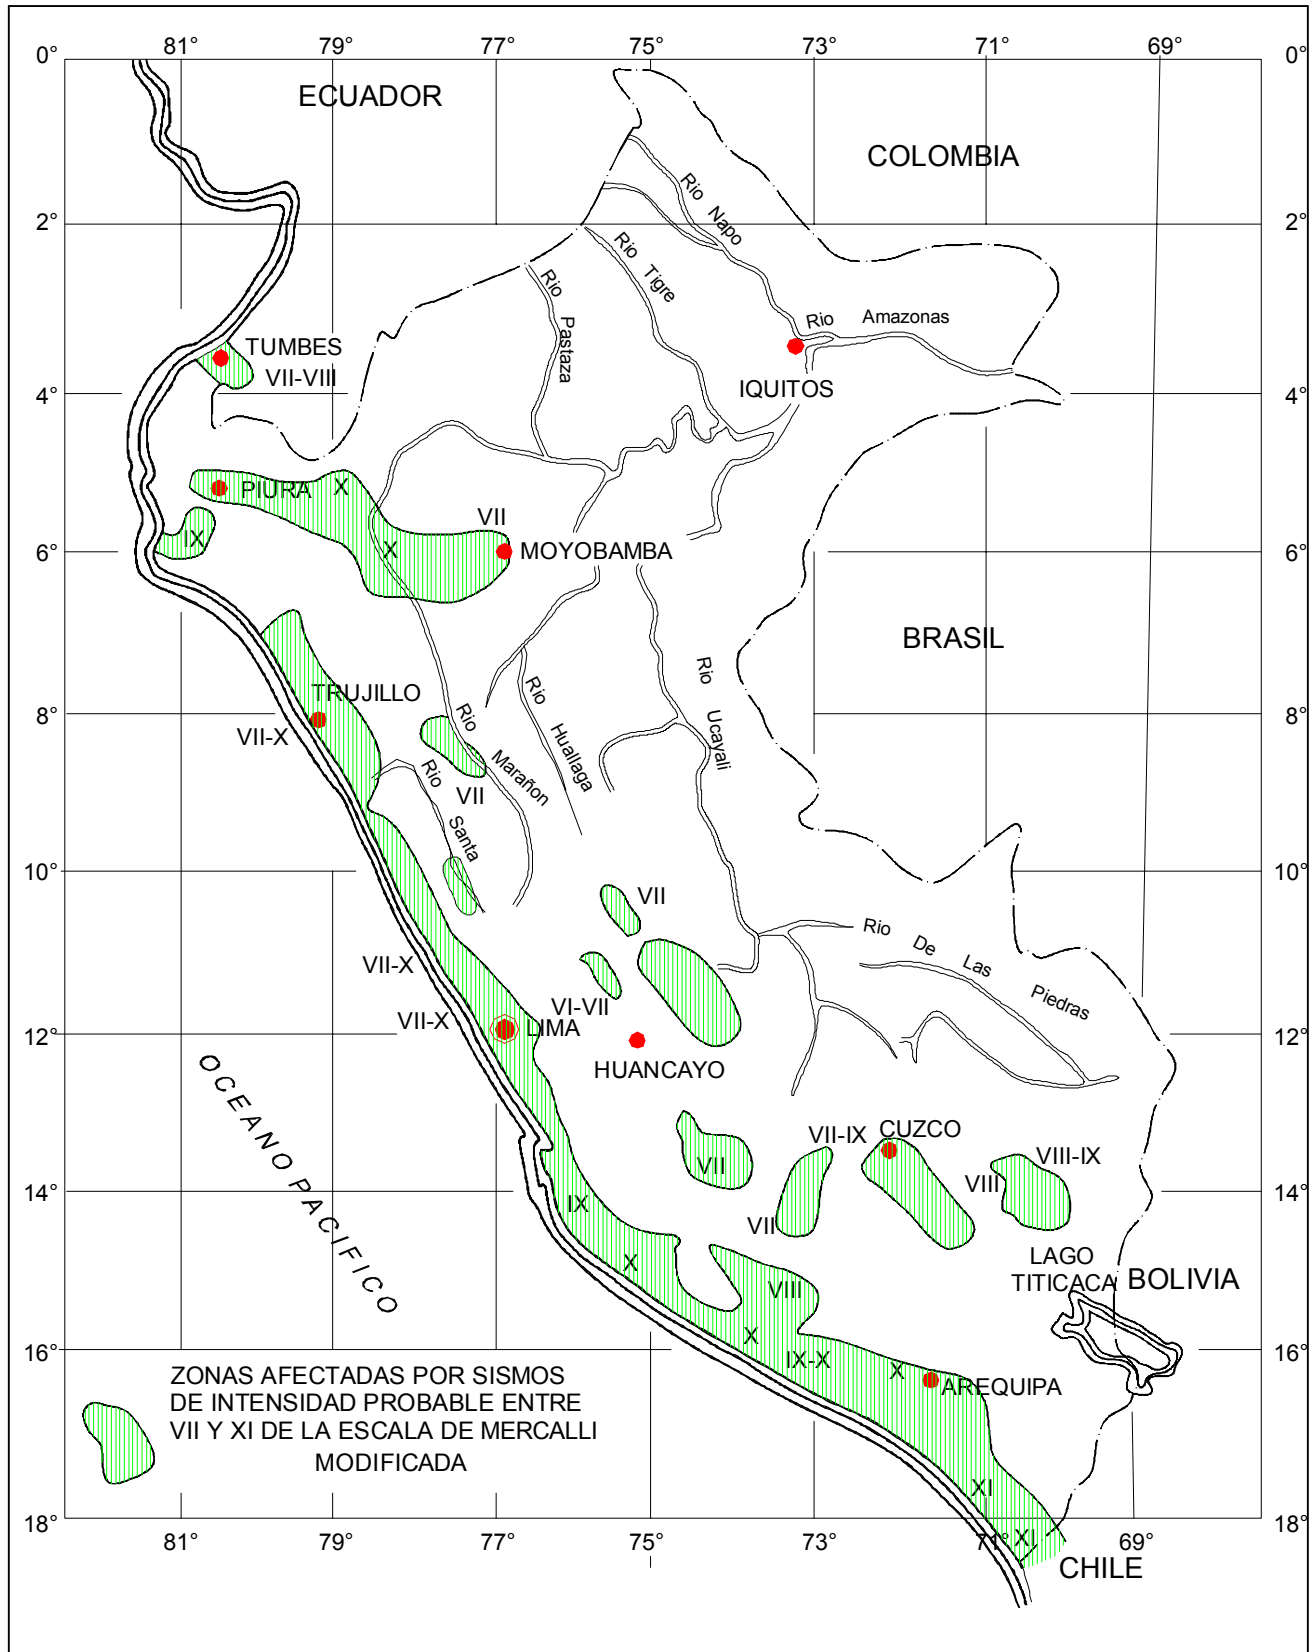 81° 79° 77° 75° 73° 71° 69°
0° 0°
ECUADOR
COLOMBIA
Rio Napo
2° 2°
Rio Tigre
Rio Pastaza
Rio Amazonas
TUMBES
VII-VIII
IQUITOS
4° 4°
PIURA X
VII
IX
X
6° 6°
MOYOBAMBA
BRASIL
TRUJILLO
Rio Ucayali
Rio Huallaga
Rio Marañon
8° 8°
VII-X
Rio Santa
VII
10° 10°
VII
Rio De Las Piedras
VII-X
VI-VII
VII-X
LIMA
12° 12°
HUANCAYO
OCEANO PACIFICO
VII-IX CUZCO
VII
VIII-IX
VIII
14° 14°
IX
VII
X
LAGO
TITICACA
BOLIVIA
VIII
X
16° 16°
IX-X
X
AREQUIPA
ZONAS AFECTADAS POR SISMOS
DE INTENSIDAD PROBABLE ENTRE
VII Y XI DE LA ESCALA DE MERCALLI
MODIFICADA
XI
18° 18°
XI
81° 79° 77° 75° 73° 71° 69°
CHILE